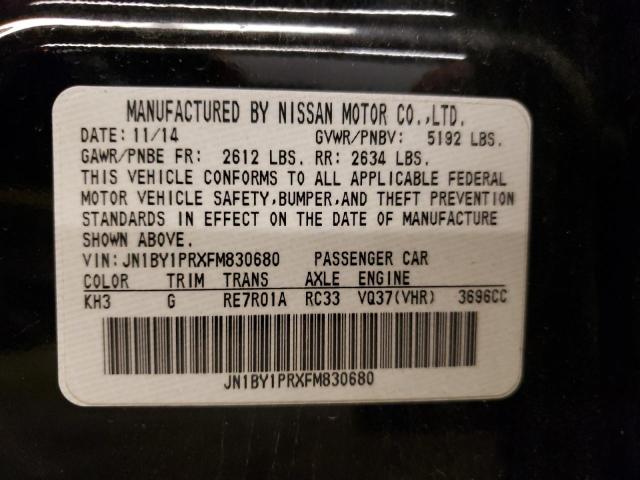 MANUFACTURED BY NISSAN MOTOR CO.,LTD.
DATE: 11/14 GVWR/PNBV: 5192 LBS.
GAWR/PNBE FR: 2612 LBS. RR: 2634 LBS.
THIS VEHICLE CONFORMS TO ALL APPLICABLE FEDERAL
MOTOR VEHICLE SAFETY,BUMPER,AND THEFT PREVENTION
STANDARDS IN EFFECT ON THE DATE OF MANUFACTURE
SHOWN ABOVE.
VIN: JN1BY1PRXFM830680 PASSENGER CAR
COLOR TRIM TRANS AXLE ENGINE
KH3 G RE7R01A RC33 VQ37(VHR) 3696CC
JN1BY1PRXFM830680